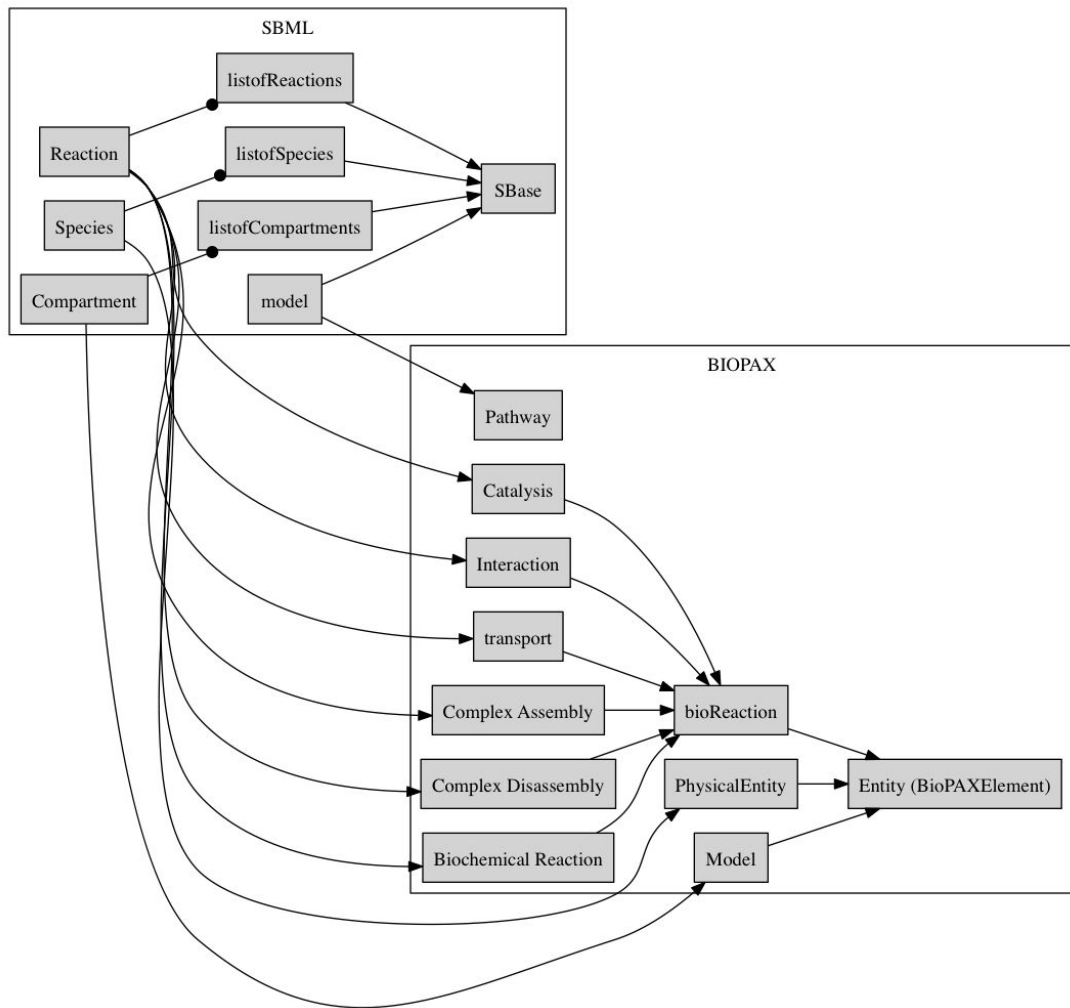 SBML
listofReactions
Reaction
listofSpecies
SBase
Species
listofCompartments
Compartment
model
BIOPAX
Pathway
Catalysis
Interaction
transport
Complex Assembly
bioReaction
Complex Disassembly
PhysicalEntity
Entity (BioPAXElement)
Biochemical Reaction
Model